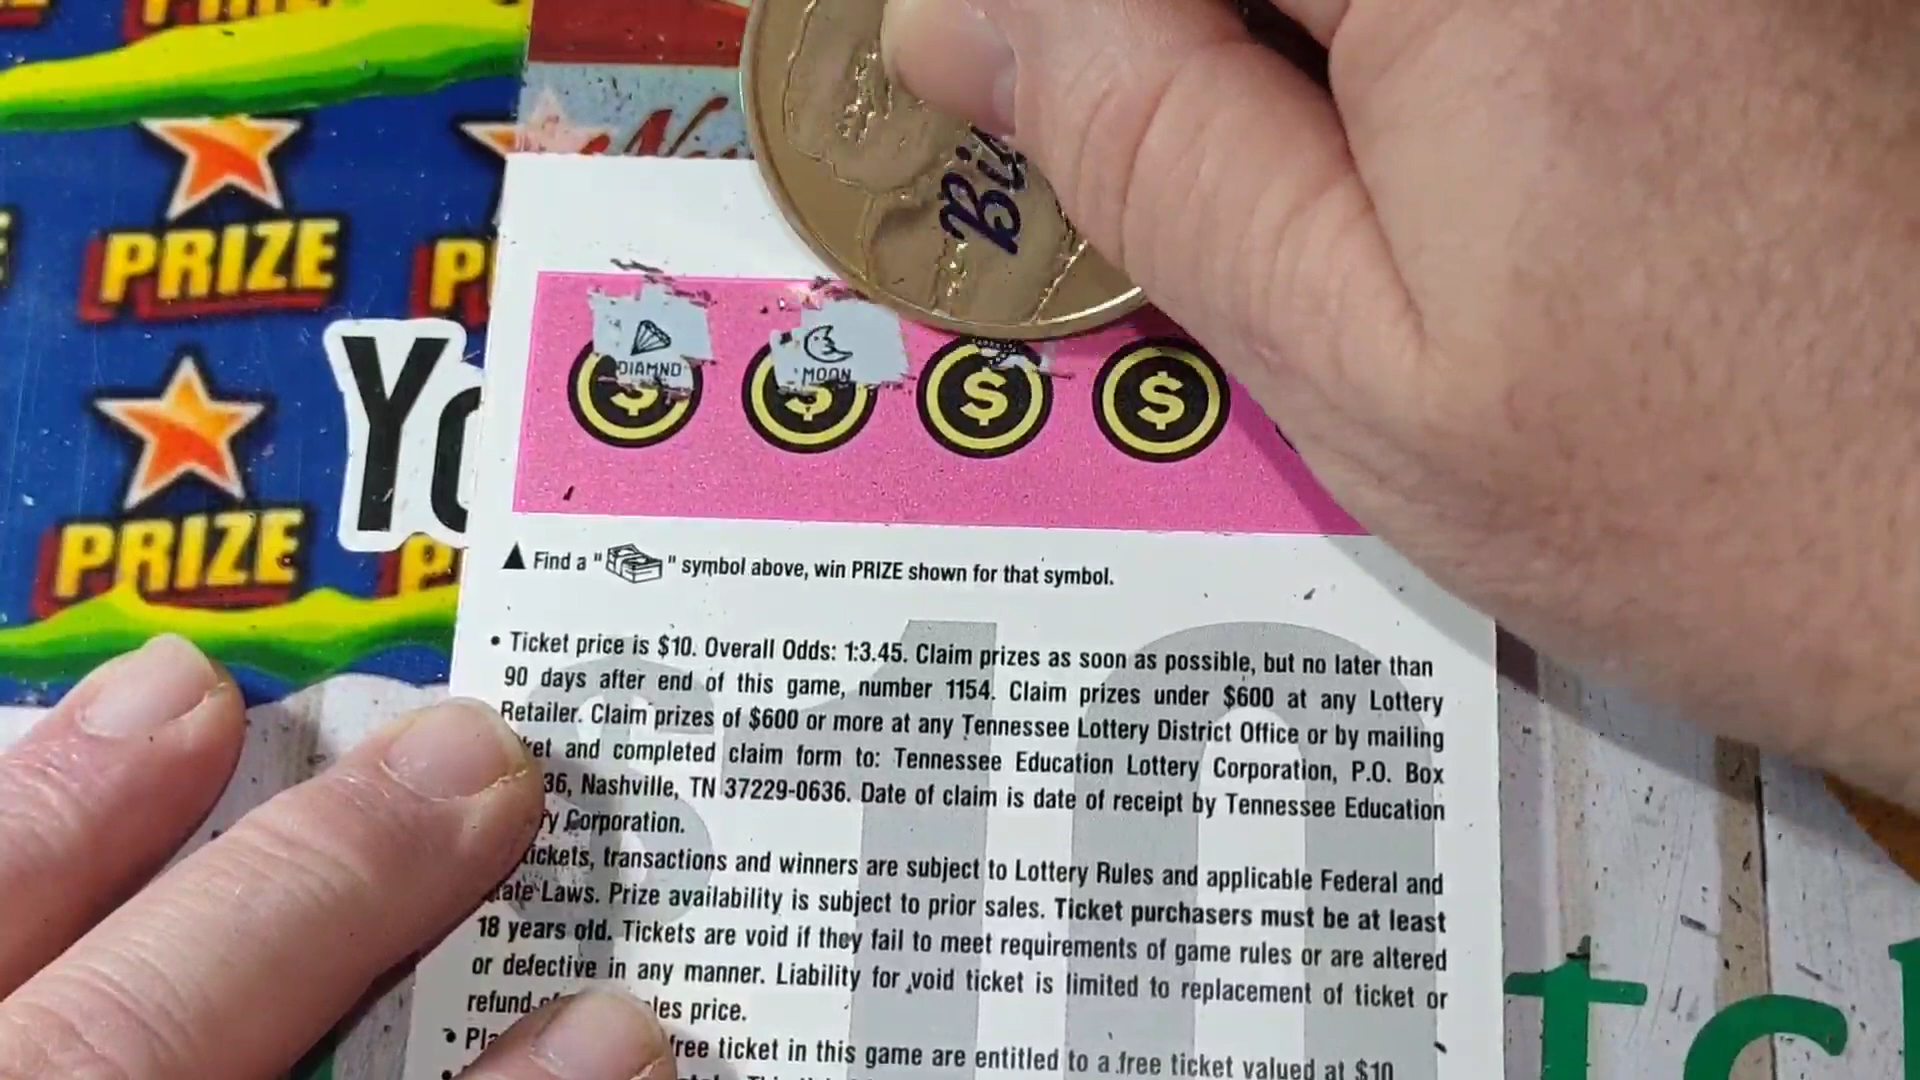 PRIZE
PRIZE
DIAMND
MOON
▲ Find a " " symbol above, win PRIZE shown for that symbol.
• Ticket price is $10. Overall Odds: 1:3.45. Claim prizes as soon as possible, but no later than
90 days after end of this game, number 1154. Claim prizes under $600 at any Lottery
Retailer. Claim prizes of $600 or more at any Tennessee Lottery District Office or by mailing
and completed claim form to: Tennessee Education Lottery Corporation, P.O. Box
36, Nashville, TN 37229-0636. Date of claim is date of receipt by Tennessee Education
Corporation.
tickets, transactions and winners are subject to Lottery Rules and applicable Federal and
Laws. Prize availability is subject to prior sales. Ticket purchasers must be at least
18 years old. Tickets are void if they fail to meet requirements of game rules or are altered
or defective in any manner. Liability for void ticket is limited to replacement of ticket or
refund price.
free ticket in this game are entitled to a free ticket valued at $10
$10